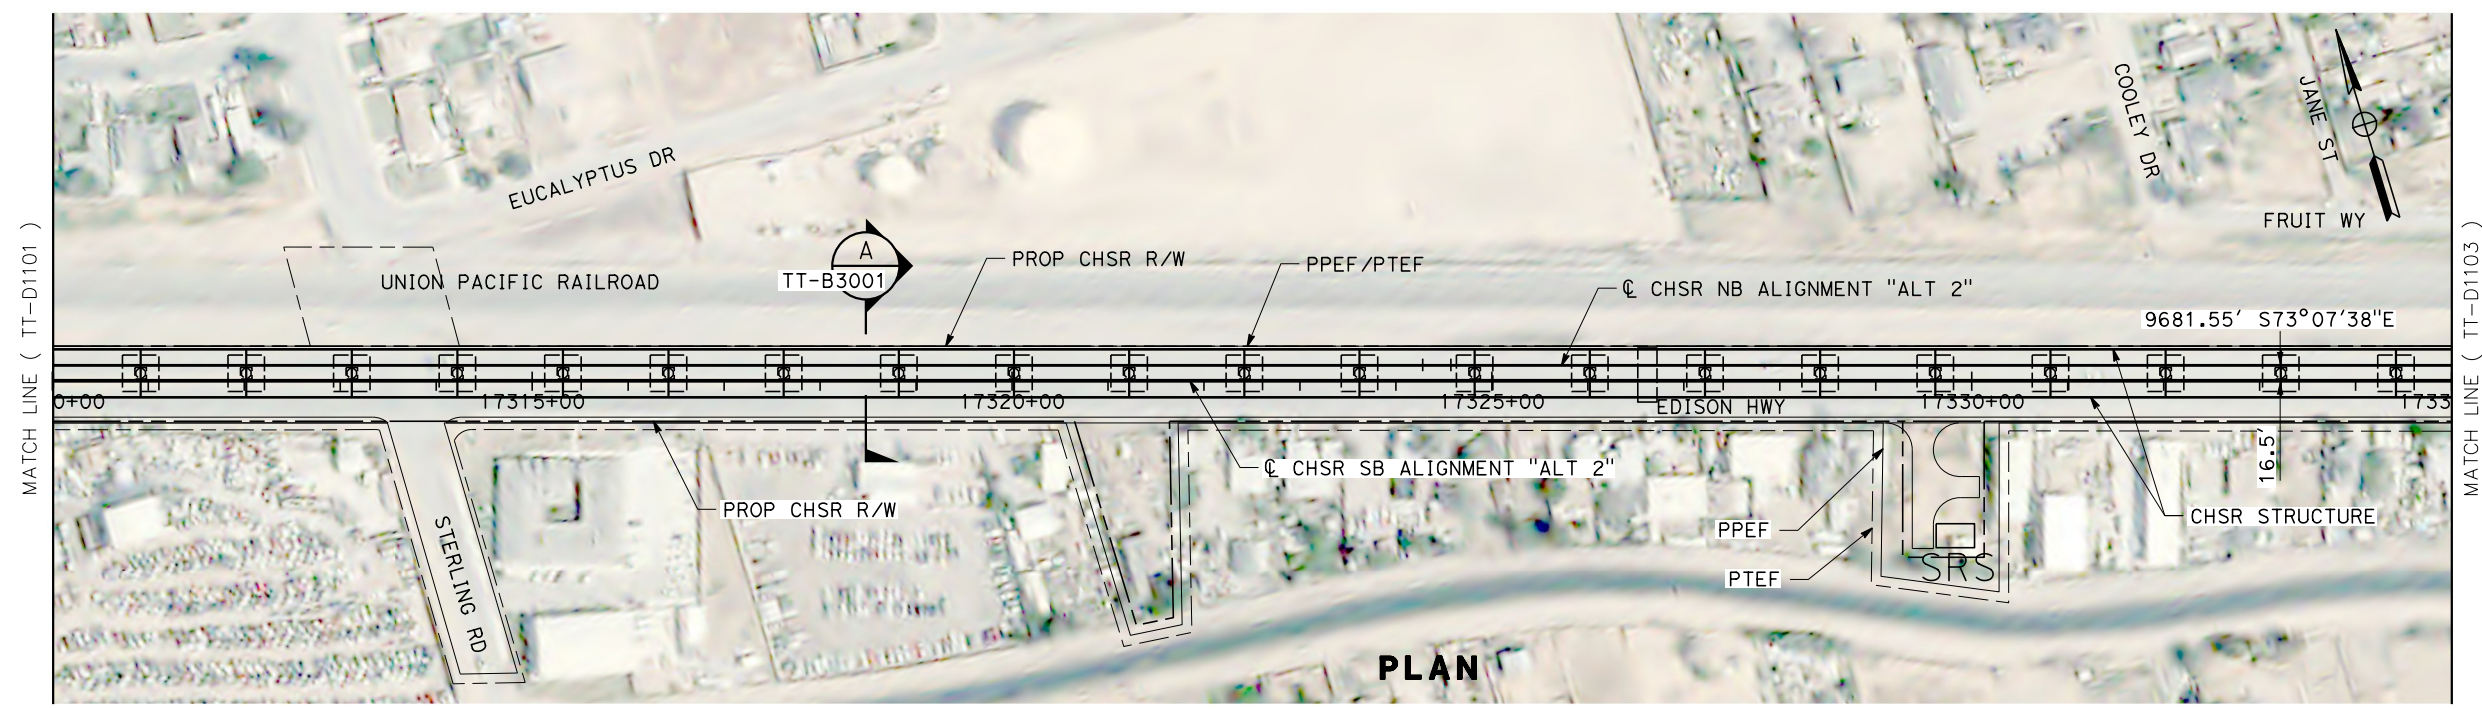 COOLEY DR
JANE ST
EUCALYPTUS DR
FRUIT WY
MATCH LINE ( TT-D1101 )
MATCH LINE ( TT-D1103 )
A
TT-B3001
UNION PACIFIC RAILROAD
PROP CHSR R/W
PPEF/PTEF
℄ CHSR NB ALIGNMENT "ALT 2"
9681.55' S73°07'38"E
0+00
17315+00
17320+00
17325+00
EDISON HWY
17330+00
1733
16.5'
℄ CHSR SB ALIGNMENT "ALT 2"
PROP CHSR R/W
STERLING RD
PPEF
CHSR STRUCTURE
PTEF
SRS
PLAN